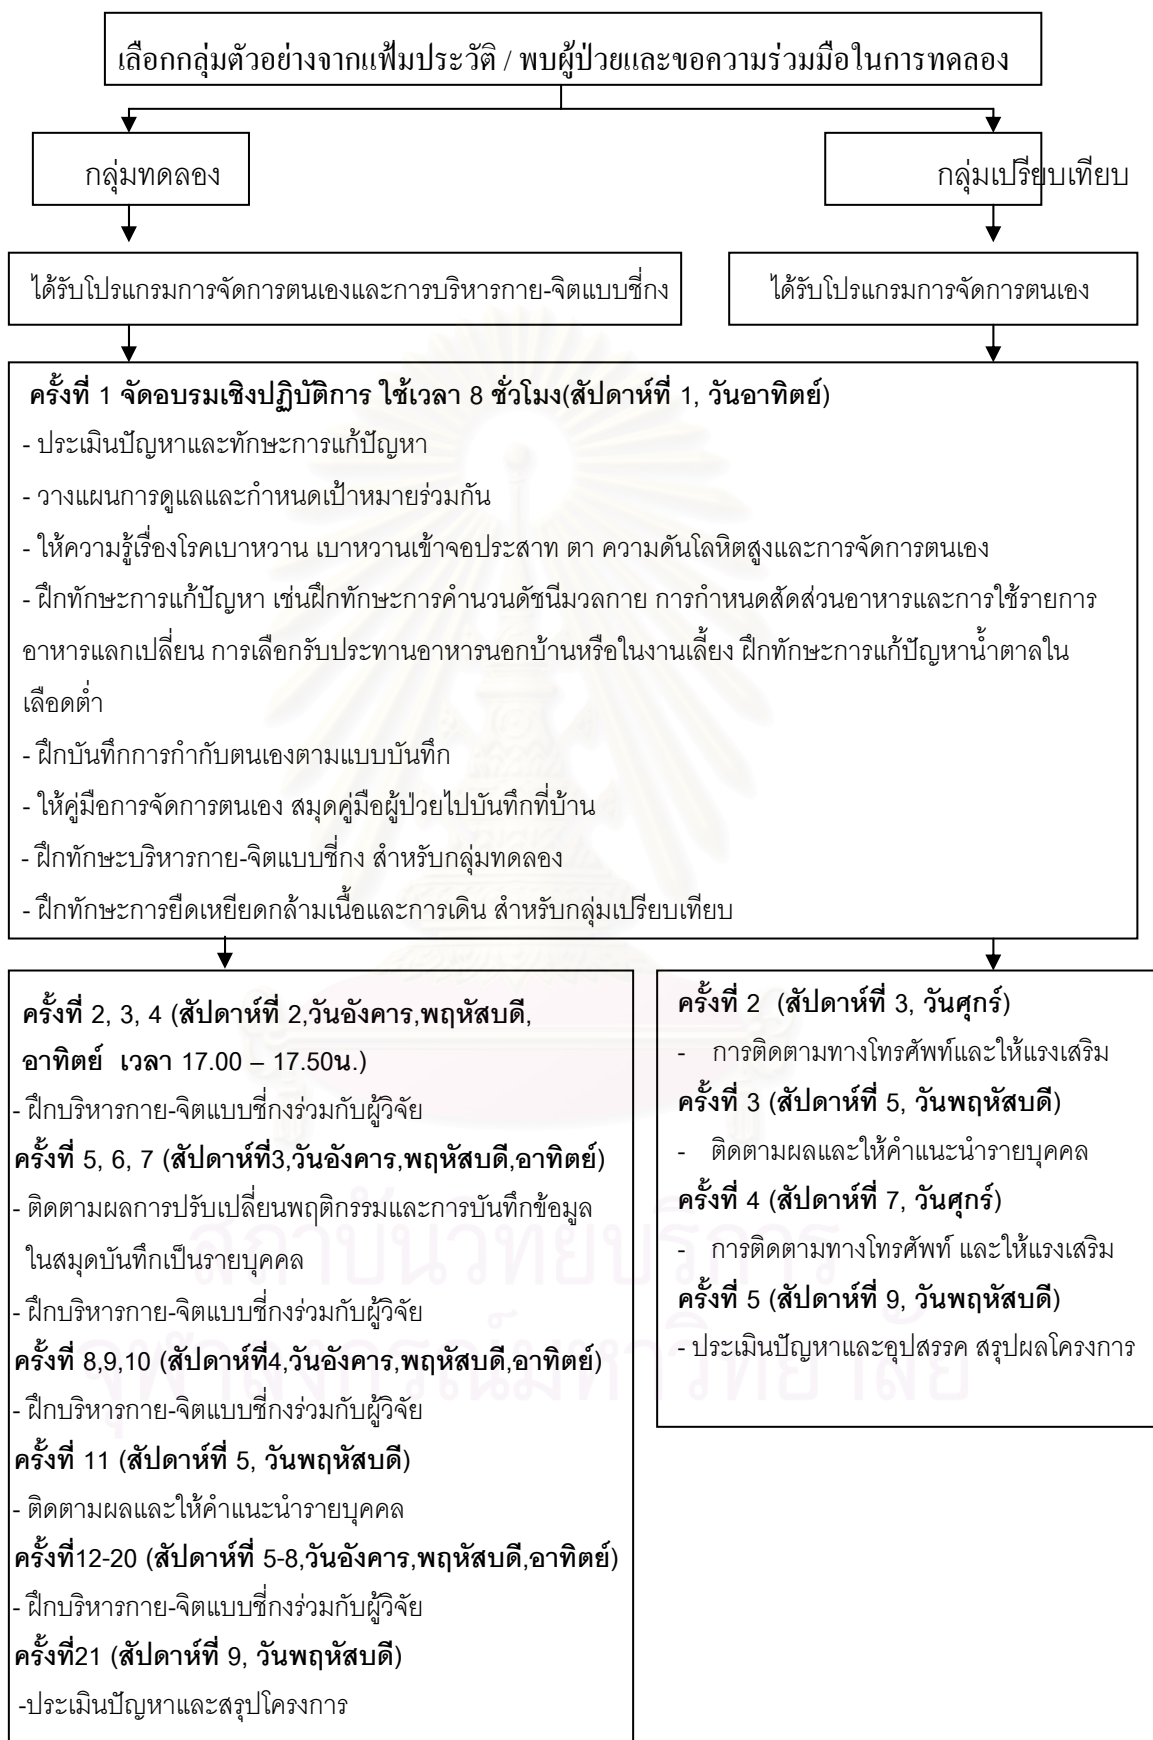 เลือกกลุ่มตัวอย่างจากแฟ้มประวัติ / พบผู้ป่วยและขอความร่วมมือในการทดลอง
กลุ่มทดลอง
กลุ่มเปรียบเทียบ
ได้รับโปรแกรมการจัดการตนเองและการบริหารกาย-จิตแบบชี่กง
ได้รับโปรแกรมการจัดการตนเอง
ครั้งที่ 1 จัดอบรมเชิงปฏิบัติการ ใช้เวลา 8 ชั่วโมง(สัปดาห์ที่ 1, วันอาทิตย์)
- ประเมินปัญหาและทักษะการแก้ปัญหา
- วางแผนการดูแลและกำหนดเป้าหมายร่วมกัน
- ให้ความรู้เรื่องโรคเบาหวาน เบาหวานเข้าจอประสาท ตา ความดันโลหิตสูงและการจัดการตนเอง
- ฝึกทักษะการแก้ปัญหา เช่นฝึกทักษะการคำนวนดัชนีมวลกาย การกำหนดสัดส่วนอาหารและการใช้รายการ
อาหารแลกเปลี่ยน การเลือกรับประทานอาหารนอกบ้านหรือในงานเลี้ยง ฝึกทักษะการแก้ปัญหาน้ำตาลใน
เลือดต่ำ
- ฝึกบันทึกการกำกับตนเองตามแบบบันทึก
- ให้คู่มือการจัดการตนเอง สมุดคู่มือผู้ป่วยไปบันทึกที่บ้าน
- ฝึกทักษะบริหารกาย-จิตแบบชี่กง สำหรับกลุ่มทดลอง
- ฝึกทักษะการยืดเหยียดกล้ามเนื้อและการเดิน สำหรับกลุ่มเปรียบเทียบ
ครั้งที่ 2, 3, 4 (สัปดาห์ที่ 2,วันอังคาร,พฤหัสบดี,
อาทิตย์ เวลา 17.00 – 17.50น.)
- ฝึกบริหารกาย-จิตแบบชี่กงร่วมกับผู้วิจัย
ครั้งที่ 5, 6, 7 (สัปดาห์ที่3,วันอังคาร,พฤหัสบดี,อาทิตย์)
- ติดตามผลการปรับเปลี่ยนพฤติกรรมและการบันทึกข้อมูล
ในสมุดบันทึกเป็นรายบุคคล
- ฝึกบริหารกาย-จิตแบบชี่กงร่วมกับผู้วิจัย
ครั้งที่ 8,9,10 (สัปดาห์ที่4,วันอังคาร,พฤหัสบดี,อาทิตย์)
- ฝึกบริหารกาย-จิตแบบชี่กงร่วมกับผู้วิจัย
ครั้งที่ 11 (สัปดาห์ที่ 5, วันพฤหัสบดี)
- ติดตามผลและให้คำแนะนำรายบุคคล
ครั้งที่12-20 (สัปดาห์ที่ 5-8,วันอังคาร,พฤหัสบดี,อาทิตย์)
- ฝึกบริหารกาย-จิตแบบชี่กงร่วมกับผู้วิจัย
ครั้งที่21 (สัปดาห์ที่ 9, วันพฤหัสบดี)
-ประเมินปัญหาและสรุปโครงการ
ครั้งที่ 2 (สัปดาห์ที่ 3, วันศุกร์)
- การติดตามทางโทรศัพท์และให้แรงเสริม
ครั้งที่ 3 (สัปดาห์ที่ 5, วันพฤหัสบดี)
- ติดตามผลและให้คำแนะนำรายบุคคล
ครั้งที่ 4 (สัปดาห์ที่ 7, วันศุกร์)
- การติดตามทางโทรศัพท์ และให้แรงเสริม
ครั้งที่ 5 (สัปดาห์ที่ 9, วันพฤหัสบดี)
- ประเมินปัญหาและอุปสรรค สรุปผลโครงการ
สถาบันวิทยบริการ
จุฬาลงกรณ์มหาวิทยาลัย